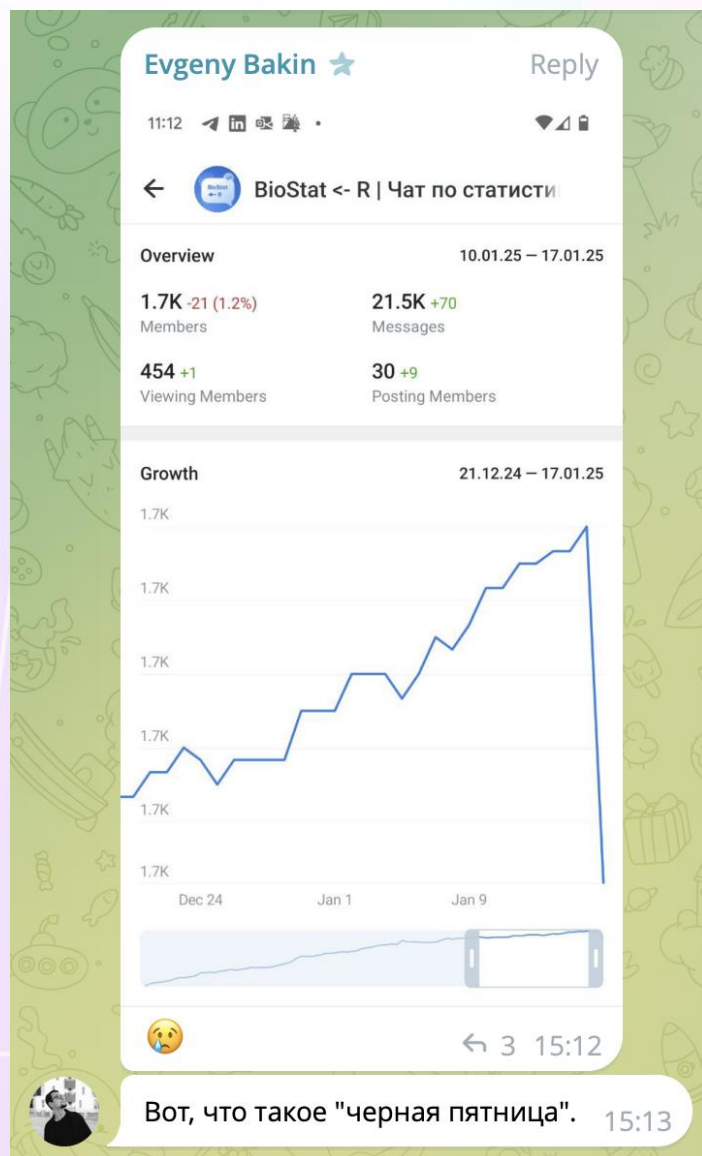 Evgeny Bakin Reply
11:12
BioStat <- R | Чат по статисти
Overview 10.01.25 – 17.01.25
1.7K -21 (1.2%) 21.5K +70
Members Messages
454 +1 30 +9
Viewing Members Posting Members
Growth 21.12.24 – 17.01.25
1.7K
1.7K
1.7K
1.7K
1.7K
1.7K
Dec 24 Jan 1 Jan 9
3 15:12
Вот, что такое "черная пятница". 15:13